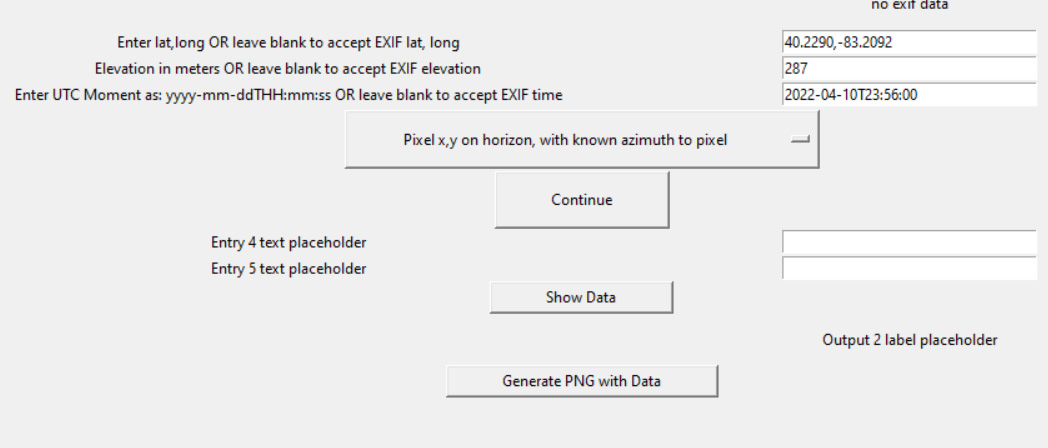 no exif data
Enter lat,long OR leave blank to accept EXIF lat, long
40.2290,-83.2092
Elevation in meters OR leave blank to accept EXIF elevation
287
Enter UTC Moment as: yyyy-mm-ddTHH:mm:ss OR leave blank to accept EXIF time
2022-04-10T23:56:00
Pixel x,y on horizon, with known azimuth to pixel
Continue
Entry 4 text placeholder
Entry 5 text placeholder
Show Data
Output 2 label placeholder
Generate PNG with Data